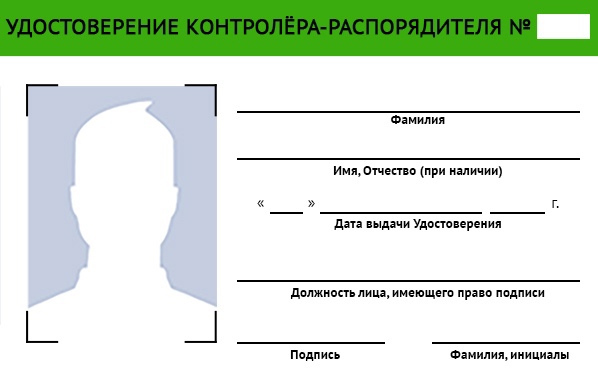 УДОСТОВЕРЕНИЕ КОНТРОЛЁРА-РАСПОРЯДИТЕЛЯ №
Фамилия
Имя, Отчество (при наличии)
« » г.
Дата выдачи Удостоверения
Должность лица, имеющего право подписи
Подпись Фамилия, инициалы